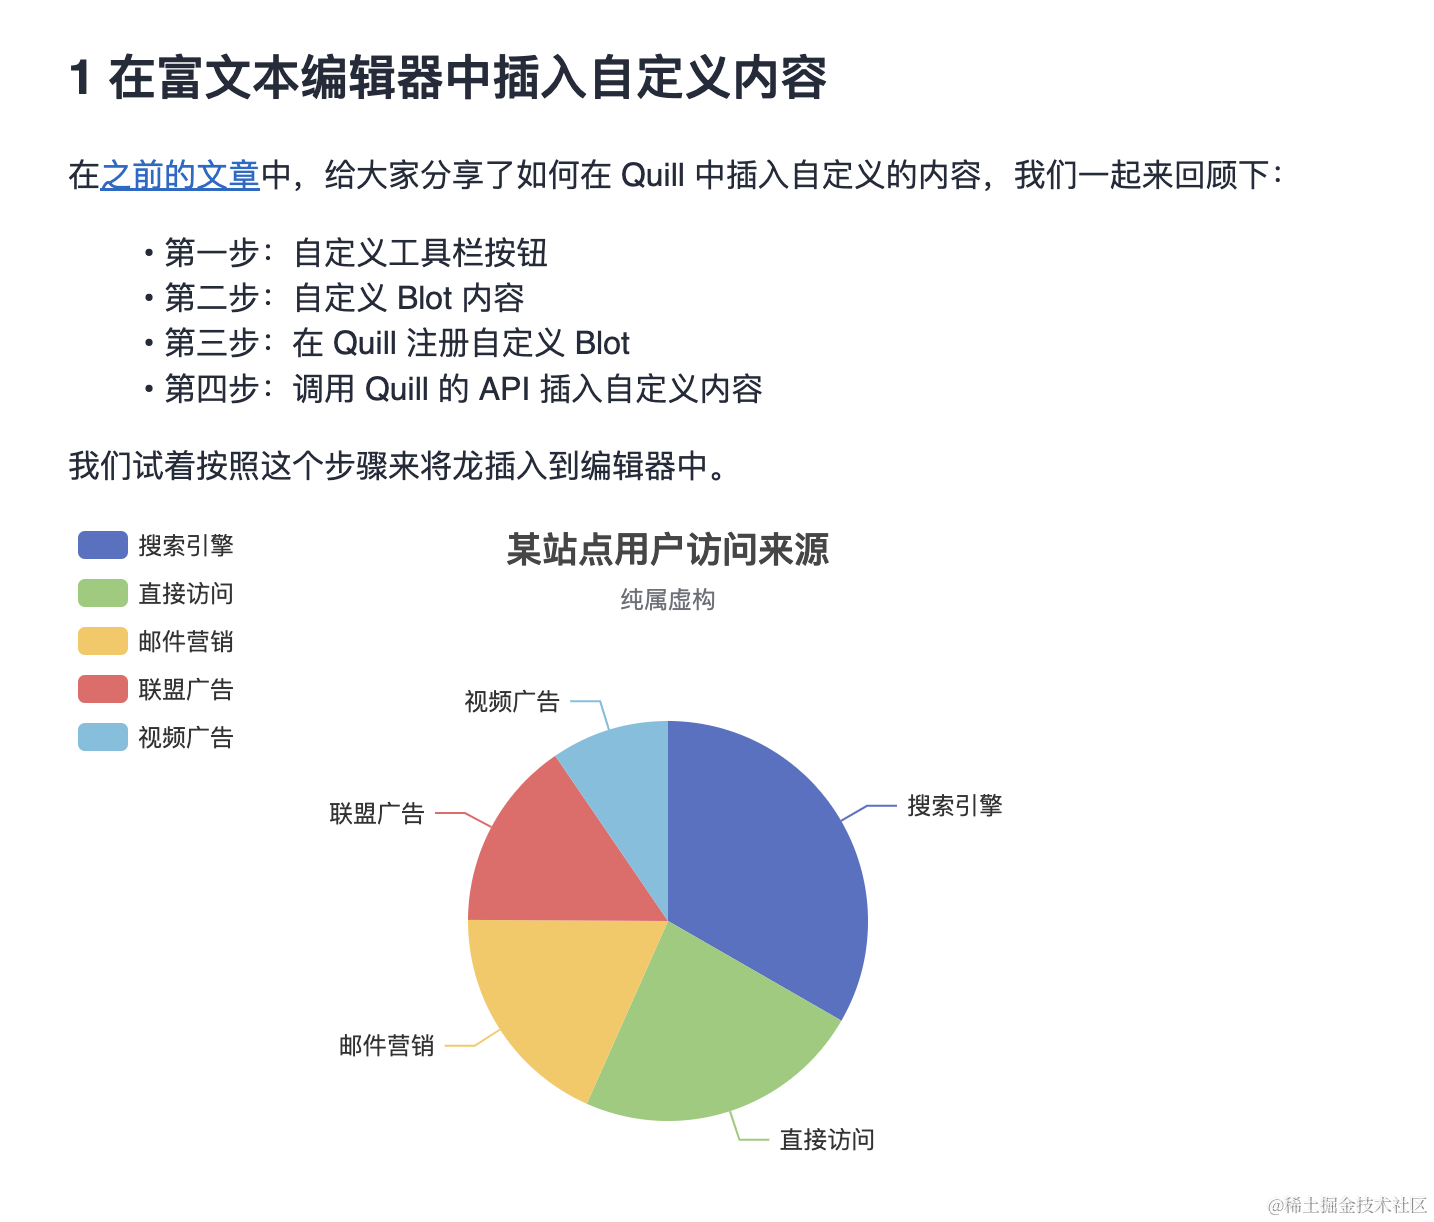 1 在富文本编辑器中插入自定义内容
在之前的文章中，给大家分享了如何在 Quill 中插入自定义的内容，我们一起来回顾下：
• 第一步：自定义工具栏按钮
• 第二步：自定义 Blot 内容
• 第三步：在 Quill 注册自定义 Blot
• 第四步：调用 Quill 的 API 插入自定义内容
我们试着按照这个步骤来将龙插入到编辑器中。
搜索引擎
直接访问
邮件营销
联盟广告
视频广告
某站点用户访问来源
纯属虚构
视频广告
搜索引擎
联盟广告
邮件营销
直接访问
@稀土掘金技术社区